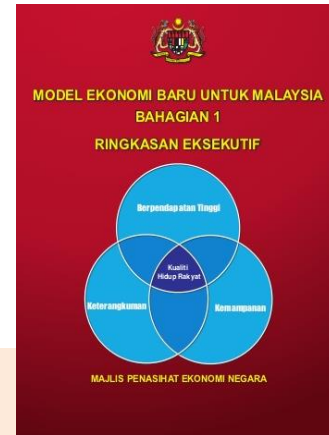 MODEL EKONOMI BARU UNTUK MALAYSIA
BAHAGIAN 1
RINGKASAN EKSEKUTIF
Berpendapatan Tinggi
Kualiti
Hidup Rakyat
Keterangkuman
Kemampanan
MAJLIS PENASIHAT EKONOMI NEGARA